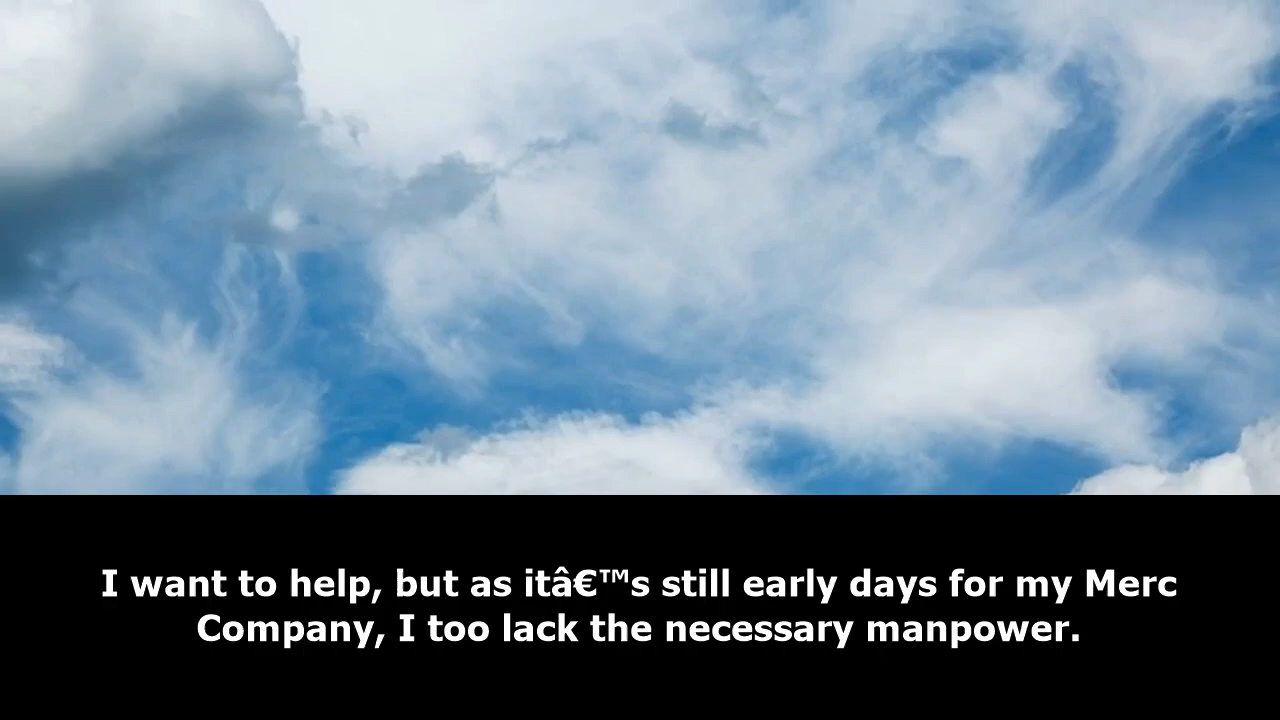 I want to help, but as itâ€™s still early days for my Merc
Company, I too lack the necessary manpower.